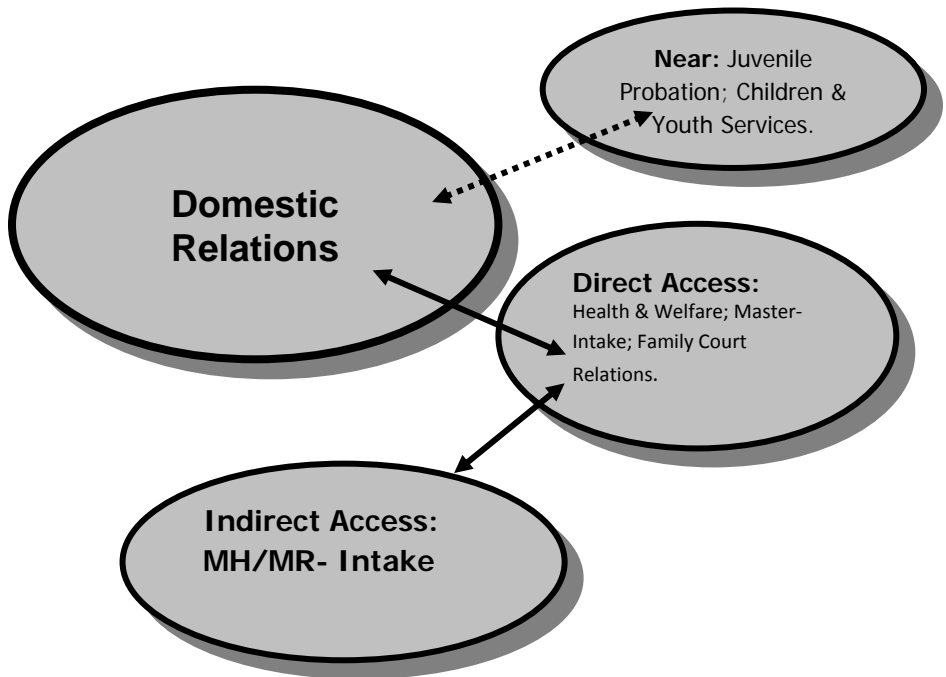 Near: Juvenile
Probation; Children &
Youth Services.
Domestic
Relations
Direct Access:
Health & Welfare; Master-
Intake; Family Court
Relations.
Indirect Access:
MH/MR- Intake